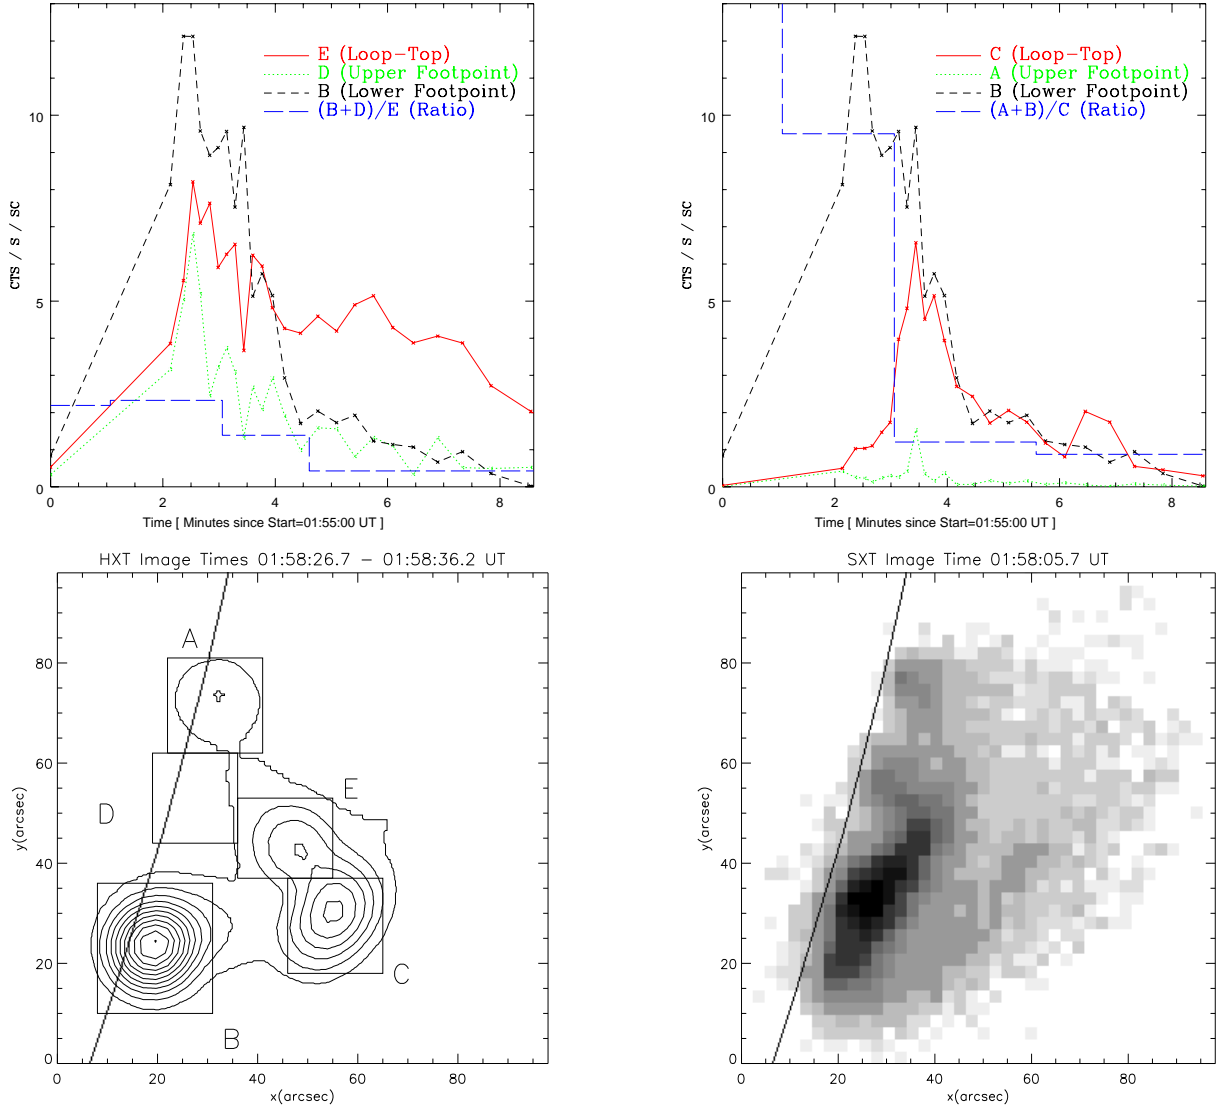 E (Loop-Top)
D (Upper Footpoint)
B (Lower Footpoint)
(B+D)/E (Ratio)
CTS / s / SC
10
5
0
0 2 4 6 8
Time [ Minutes since Start=01:55:00 UT ]
C (Loop-Top)
A (Upper Footpoint)
B (Lower Footpoint)
(A+B)/C (Ratio)
CTS / s / SC
10
5
0
0 2 4 6 8
Time [ Minutes since Start=01:55:00 UT ]
HXT Image Times 01:58:26.7 - 01:58:36.2 UT
A
E
D
C
B
y(arcsec)
80
60
40
20
0
0 20 40 60 80
x(arcsec)
SXT Image Time 01:58:05.7 UT
y(arcsec)
80
60
40
20
0
0 20 40 60 80
x(arcsec)